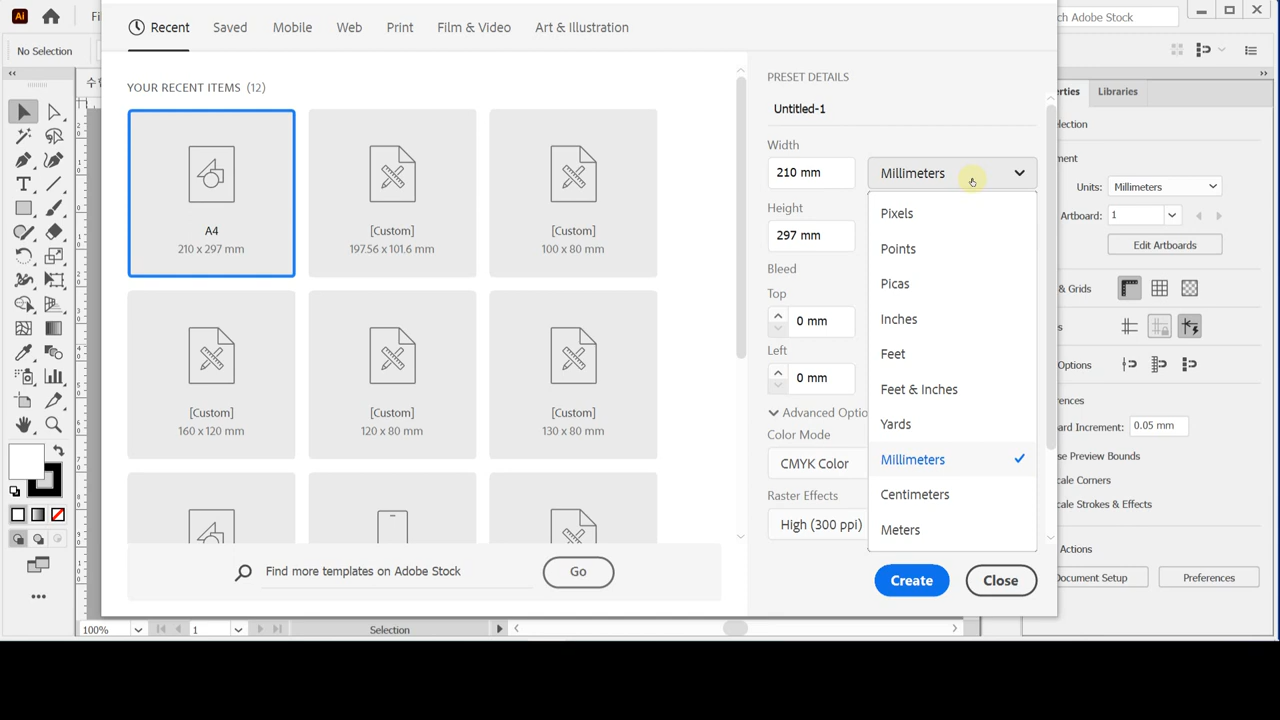 Ai
Fi
ch Adobe Stock
No Selection
Recent
Saved
Mobile
Web
Print
Film & Video
Art & Illustration
수
YOUR RECENT ITEMS (12)
A4
210 x 297 mm
[Custom]
197.56 x 101.6 mm
[Custom]
100 x 80 mm
[Custom]
160 x 120 mm
[Custom]
120 x 80 mm
[Custom]
130 x 80 mm
Find more templates on Adobe Stock
Go
PRESET DETAILS
Untitled-1
Width
210 mm
Millimeters
Height
297 mm
Bleed
Top
0 mm
Left
0 mm
Advanced Optio
Color Mode
CMYK Color
Raster Effects
High (300 ppi)
Pixels
Points
Picas
Inches
Feet
Feet & Inches
Yards
Millimeters
Centimeters
Meters
Create
Close
erties
Libraries
lection
ment
Units:
Millimeters
Artboard:
1
Edit Artboards
& Grids
s
Options
rences
ard Increment:
0.05 mm
se Preview Bounds
cale Corners
cale Strokes & Effects
Actions
Document Setup
Preferences
100%
1
Selection